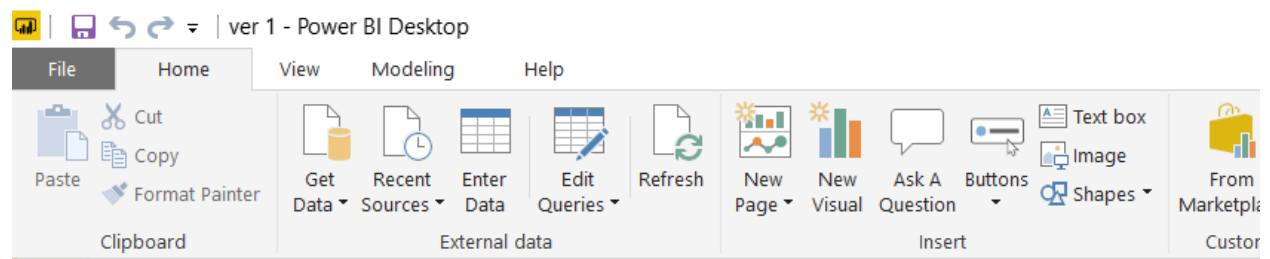 ver 1 - Power BI Desktop
File Home View Modeling Help
Paste
Cut
Copy
Format Painter
Clipboard
Get
Data
Recent
Sources
Enter
Data
Edit
Queries
Refresh
External data
New
Page
New
Visual
Ask A
Question
Buttons
Text box
Image
Shapes
Insert
From
Marketpla
Custor